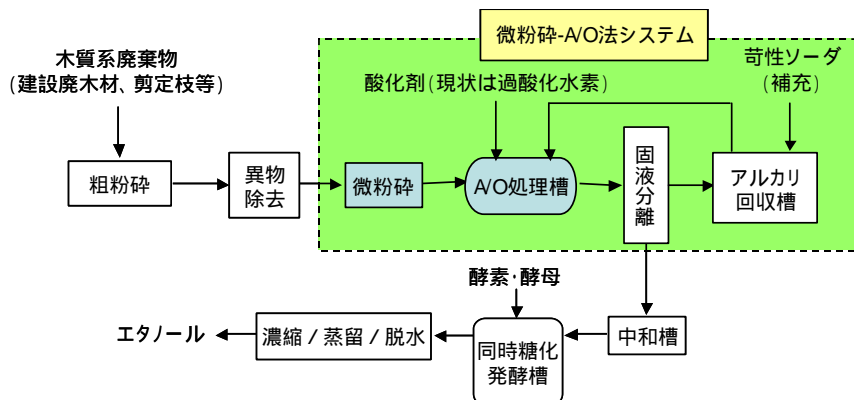 微粉砕-A/O法システム
木質系廃棄物
(建設廃木材、剪定枝等)
酸化剤(現状は過酸化水素)
苛性ソーダ
(補充)
粗粉砕
異物
除去
微粉砕
A/O処理槽
固液分離
アルカリ
回収槽
酵素・酵母
エタノール
濃縮 / 蒸留 / 脱水
同時糖化
発酵槽
中和槽